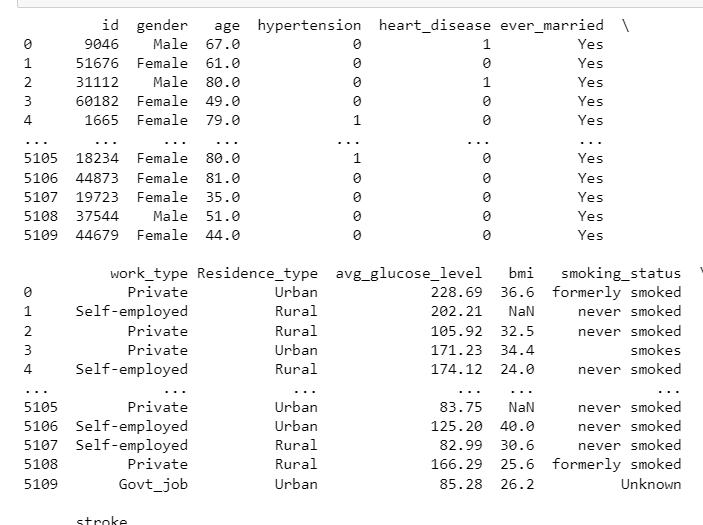 id gender age hypertension heart_disease ever_married \
0 9046 Male 67.0 0 1 Yes
1 51676 Female 61.0 0 0 Yes
2 31112 Male 80.0 0 1 Yes
3 60182 Female 49.0 0 0 Yes
4 1665 Female 79.0 1 0 Yes
... ... ... ... ... ... ...
5105 18234 Female 80.0 1 0 Yes
5106 44873 Female 81.0 0 0 Yes
5107 19723 Female 35.0 0 0 Yes
5108 37544 Male 51.0 0 0 Yes
5109 44679 Female 44.0 0 0 Yes
work_type Residence_type avg_glucose_level bmi smoking_status \
0 Private Urban 228.69 36.6 formerly smoked
1 Self-employed Rural 202.21 NaN never smoked
2 Private Rural 105.92 32.5 never smoked
3 Private Urban 171.23 34.4 smokes
4 Self-employed Rural 174.12 24.0 never smoked
... ... ... ... ... ...
5105 Private Urban 83.75 NaN never smoked
5106 Self-employed Urban 125.20 40.0 never smoked
5107 Self-employed Rural 82.99 30.6 never smoked
5108 Private Rural 166.29 25.6 formerly smoked
5109 Govt_job Urban 85.28 26.2 Unknown
stroke